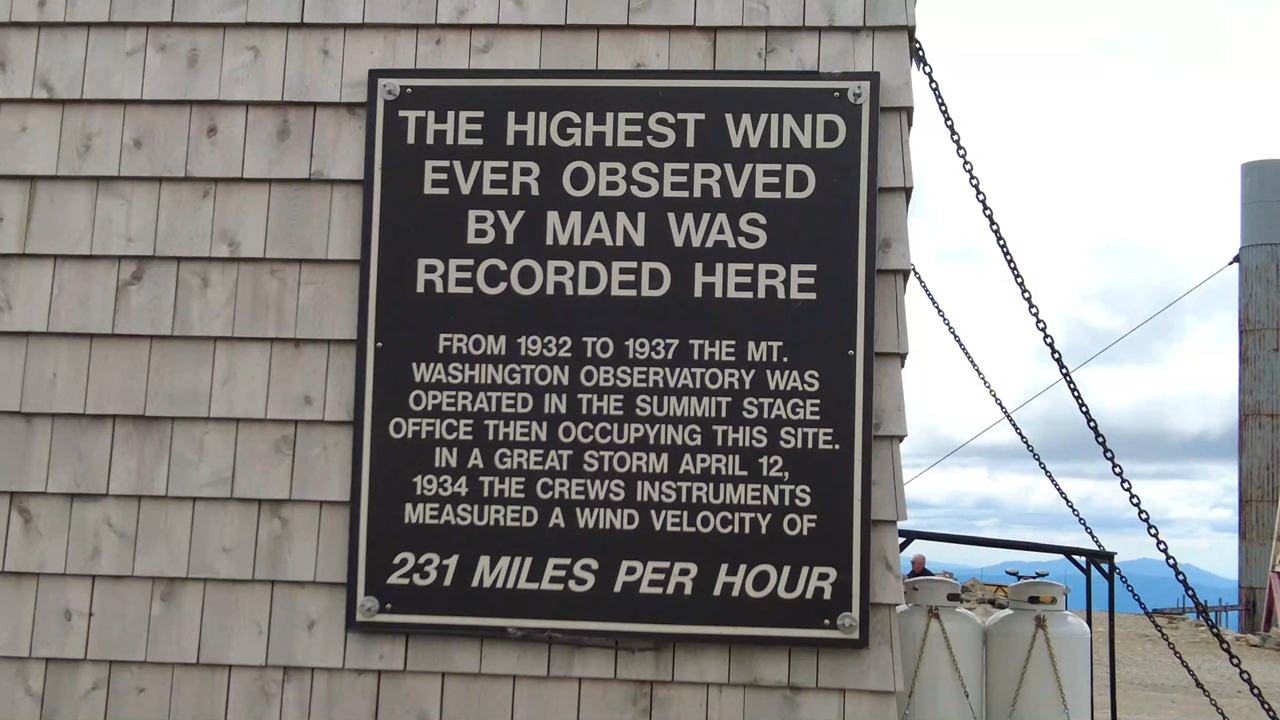 THE HIGHEST WIND
EVER OBSERVED
BY MAN WAS
RECORDED HERE
FROM 1932 TO 1937 THE MT.
WASHINGTON OBSERVATORY WAS
OPERATED IN THE SUMMIT STAGE
OFFICE THEN OCCUPYING THIS SITE.
IN A GREAT STORM APRIL 12,
1934 THE CREWS INSTRUMENTS
MEASURED A WIND VELOCITY OF
231 MILES PER HOUR